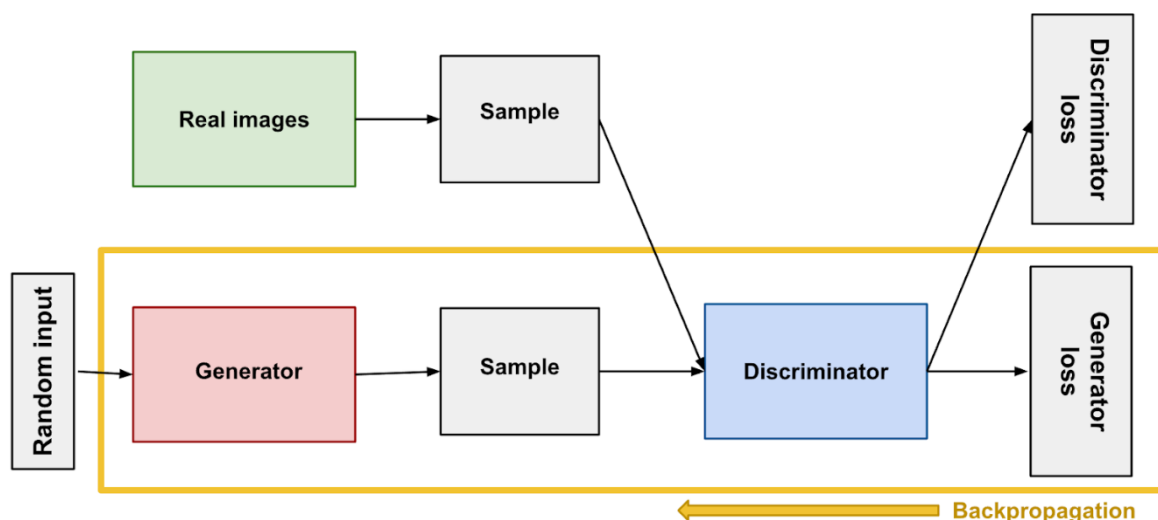 Real images
Sample
Discriminator
loss
Random input
Generator
Sample
Discriminator
Generator
loss
Backpropagation